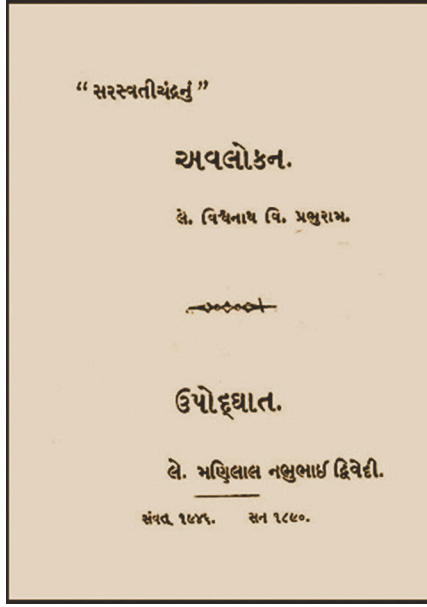 “ સરસ્વતીચંદ્રનું ”
અવલોકન.
લે. વિશ્વનાથ વિ. પ્રભુરામ.
ઉપોદ્ઘાત.
લે. મણિલાલ નભુભાઈ દ્વિવેદી.
સંવત્ ૧૯૪૬. સન ૧૮૯૦.